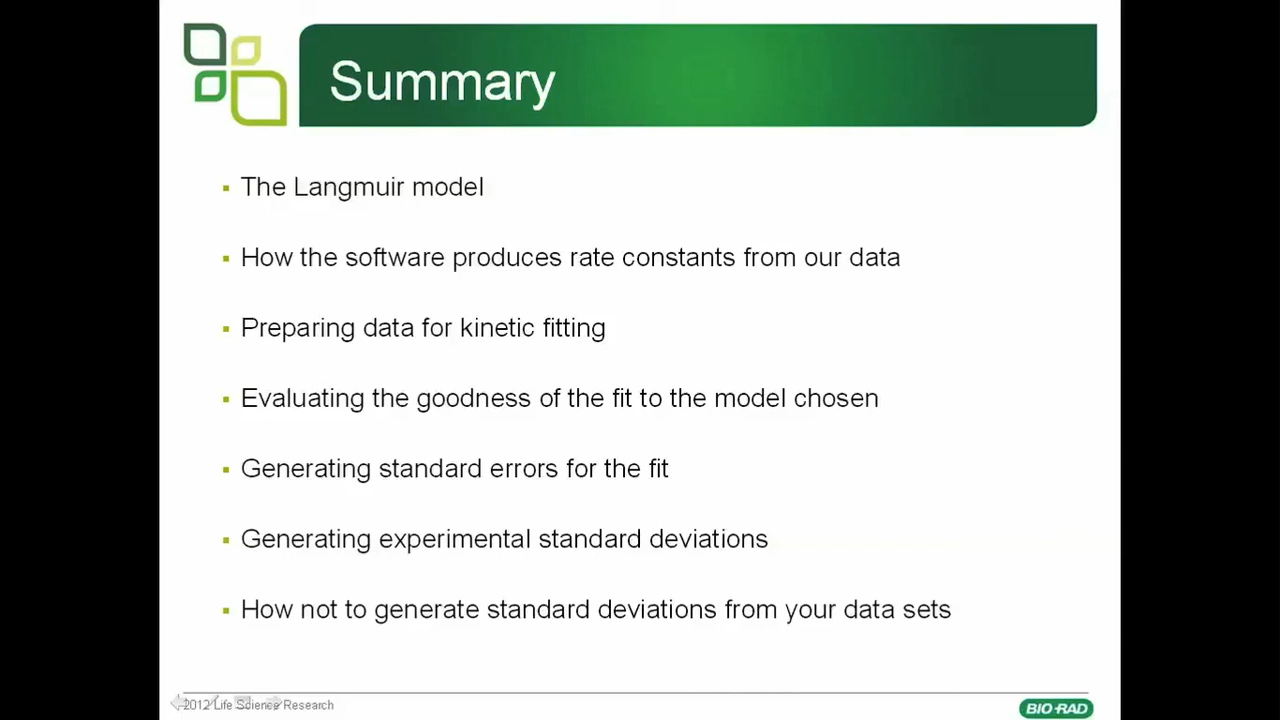 Summary
The Langmuir model
How the software produces rate constants from our data
Preparing data for kinetic fitting
Evaluating the goodness of the fit to the model chosen
Generating standard errors for the fit
Generating experimental standard deviations
How not to generate standard deviations from your data sets
2012 Life Science Research
BIO-RAD